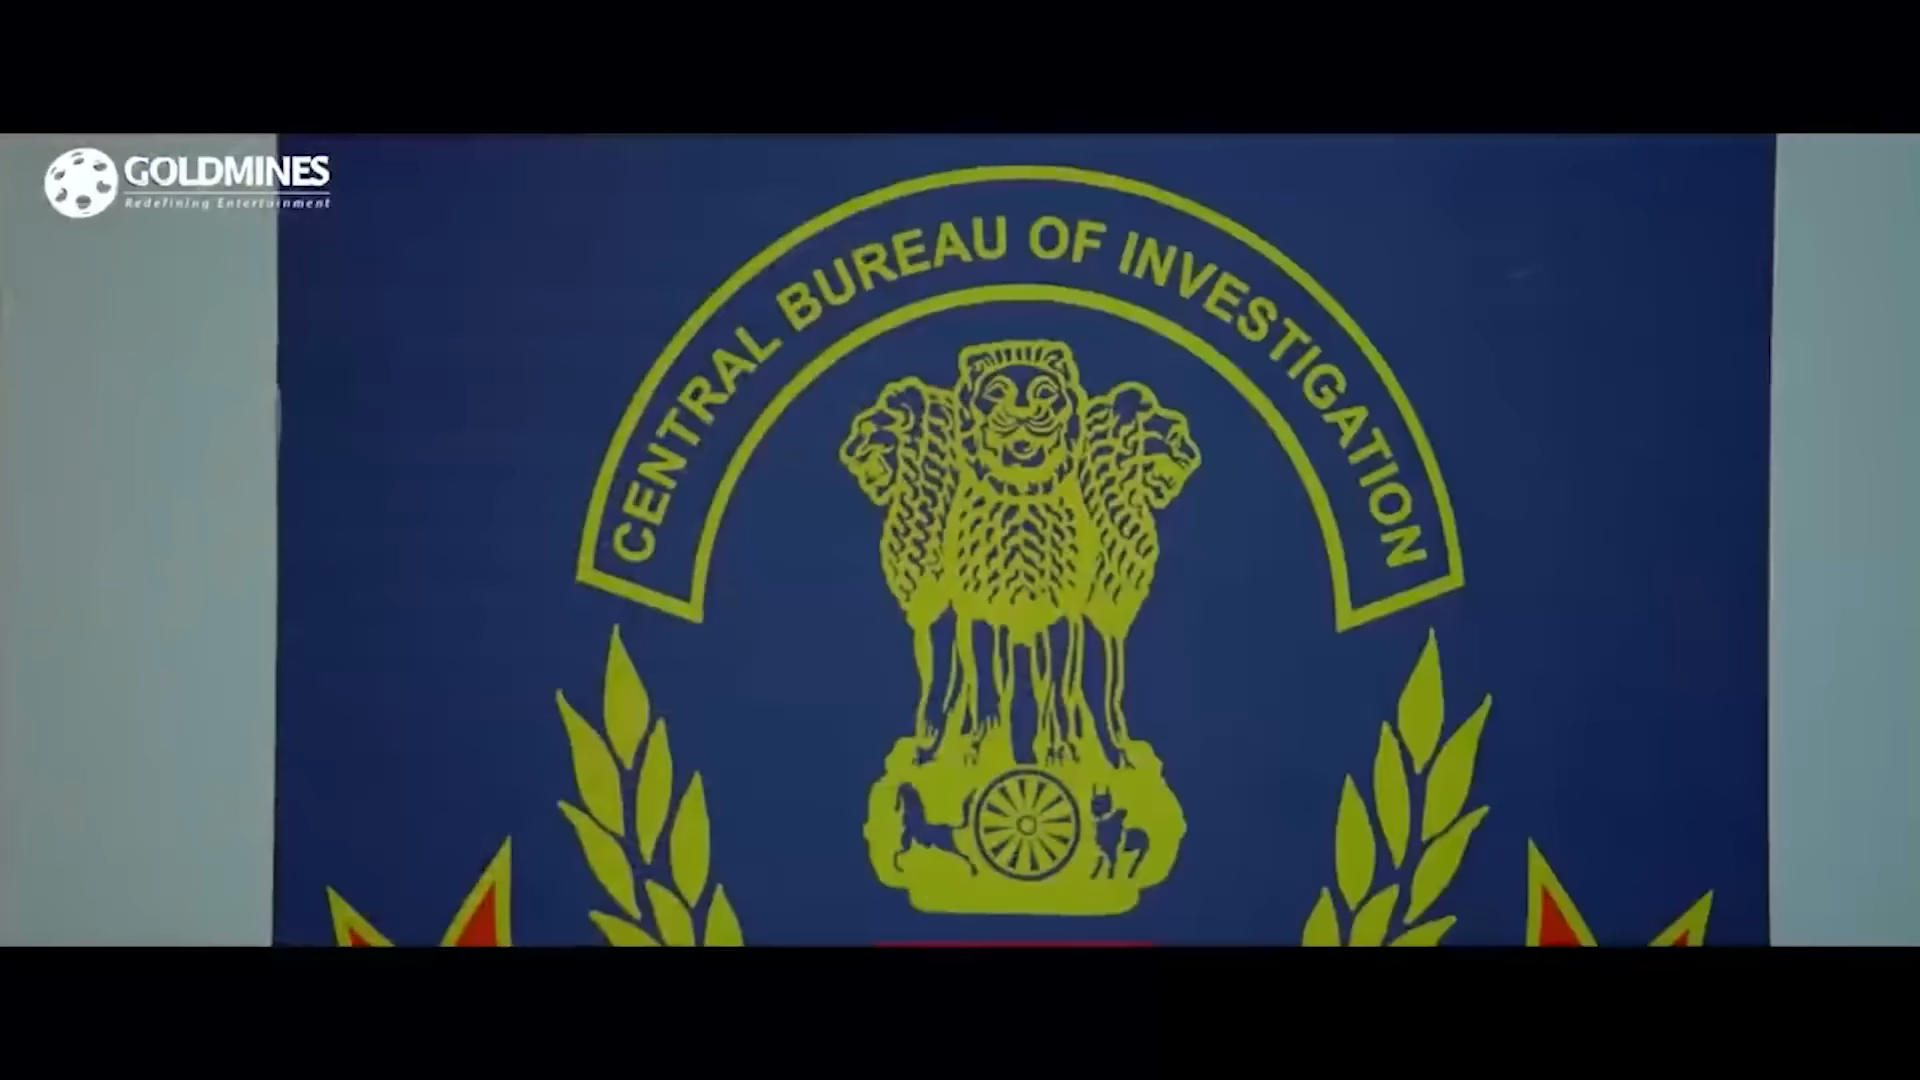 GOLDMINES
Redefining Entertainment
CENTRAL BUREAU OF INVESTIGATION